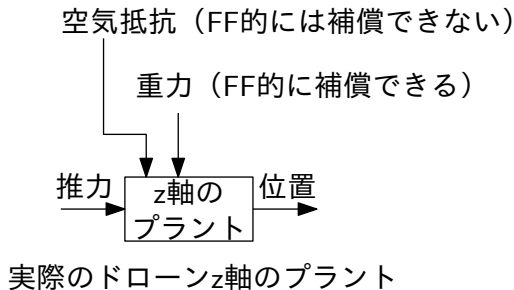 空気抵抗（FF的には補償できない）
重力（FF的に補償できる）
推力
z軸の
プラント
位置
実際のドローンz軸のプラント